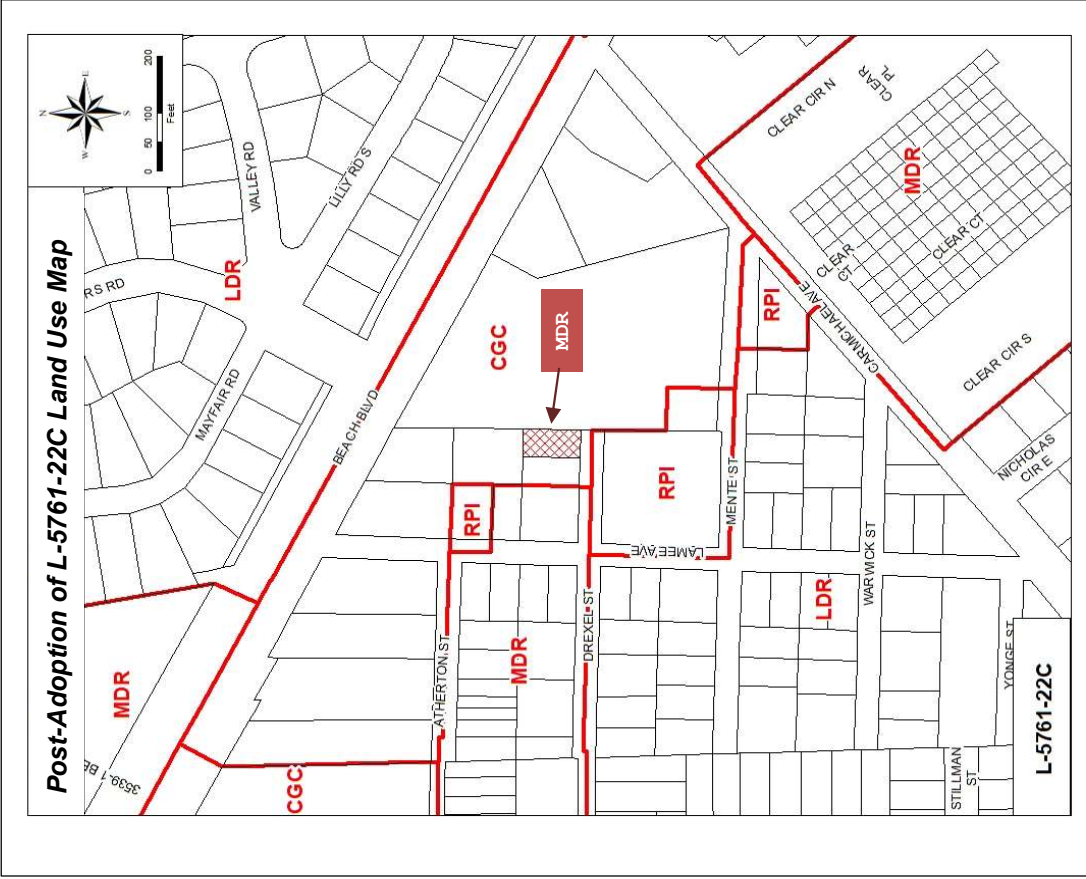 Post-Adoption of L-5761-22C Land Use Map
N
W
E
S
0 50 100 200
Feet
VALLEY RD
LILLY RD S
RS RD
LDR
MAYFAIR RD
MDR
3539-1 BE
BEACH BLVD
CGC
CGC
MDR
RPI
ATHERTON ST
MDR
DREXEL ST
LAMEE AVE
RPI
MENTE ST
RPI
CARMICHAEL AVE
CLEAR CIR N
CLEAR
PL
MDR
CLEAR
CT
CLEAR CT
CLEAR CIR S
NICHOLAS
CIR E
LDR
WARWICK ST
YONGE ST
STILLMAN
ST
L-5761-22C